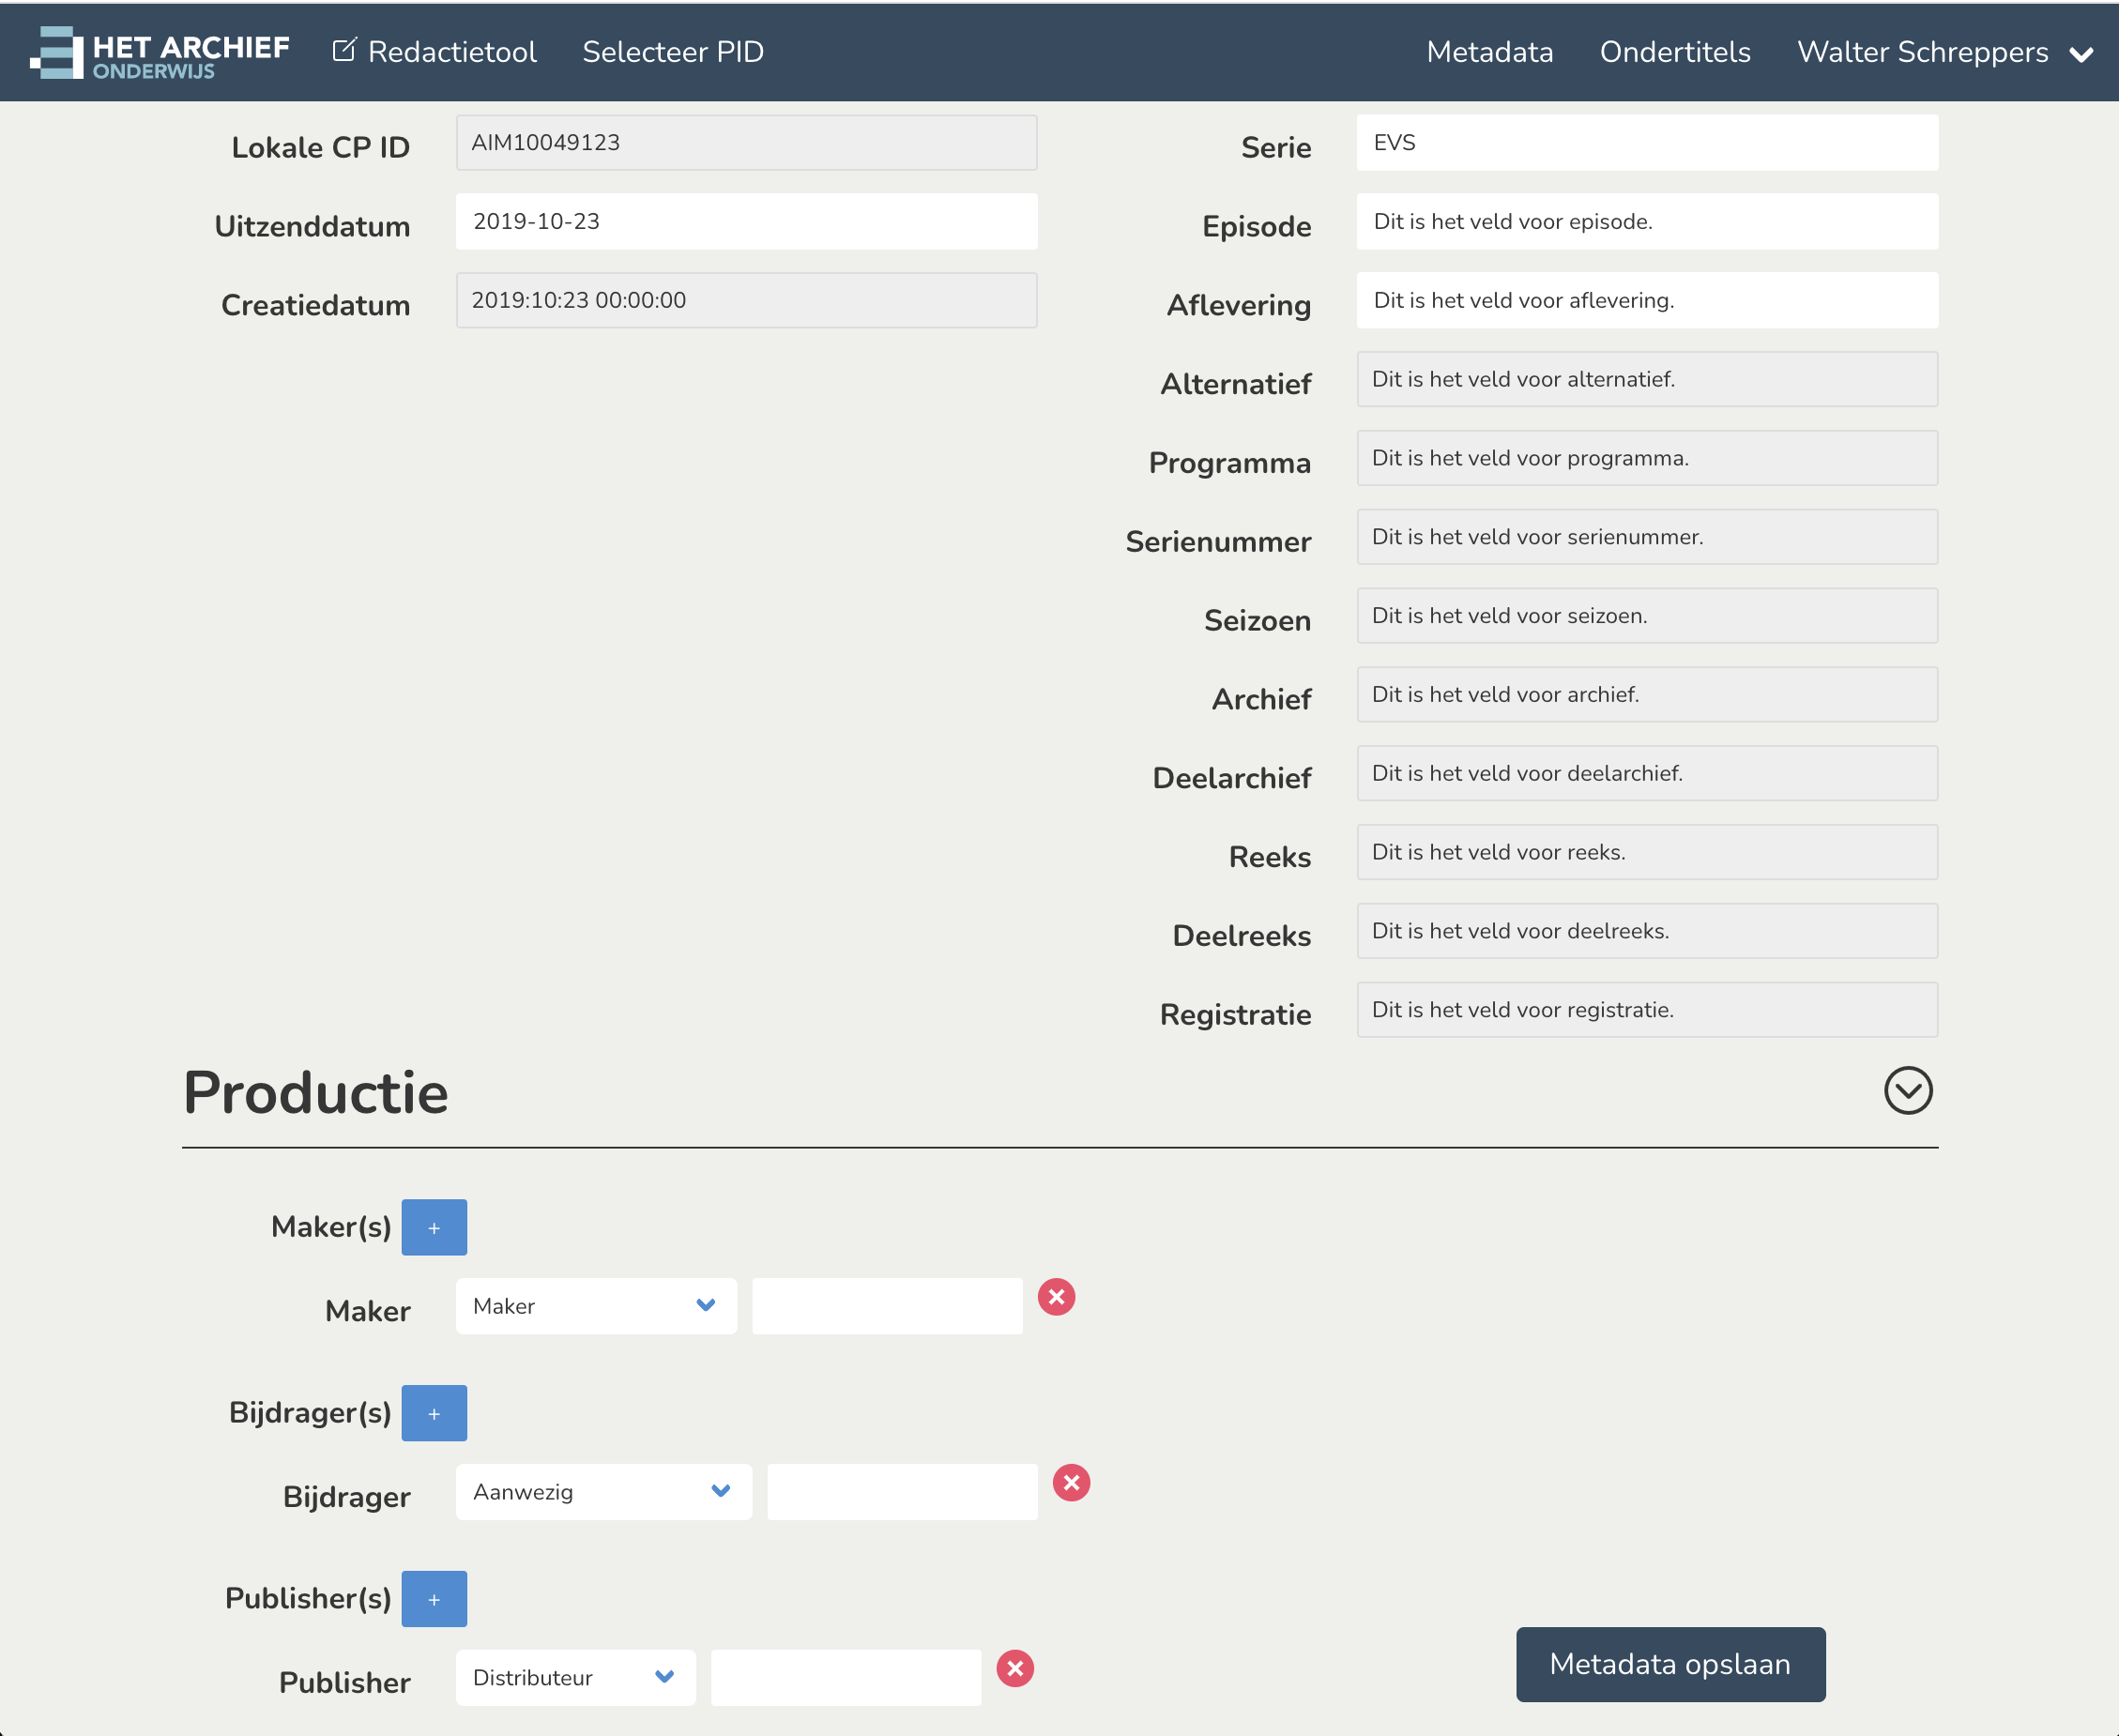 HET ARCHIEF
ONDERWIJS
Redactietool
Selecteer PID
Metadata
Ondertitels
Walter Schreppers
Lokale CP ID
AIM10049123
Uitzenddatum
2019-10-23
Creatiedatum
2019:10:23 00:00:00
Serie
EVS
Episode
Dit is het veld voor episode.
Aflevering
Dit is het veld voor aflevering.
Alternatief
Dit is het veld voor alternatief.
Programma
Dit is het veld voor programma.
Serienummer
Dit is het veld voor serienummer.
Seizoen
Dit is het veld voor seizoen.
Archief
Dit is het veld voor archief.
Deelarchief
Dit is het veld voor deelarchief.
Reeks
Dit is het veld voor reeks.
Deelreeks
Dit is het veld voor deelreeks.
Registratie
Dit is het veld voor registratie.
Productie
Maker(s) +
Maker
Maker
Bijdrager(s) +
Bijdrager
Aanwezig
Publisher(s) +
Publisher
Distributeur
Metadata opslaan